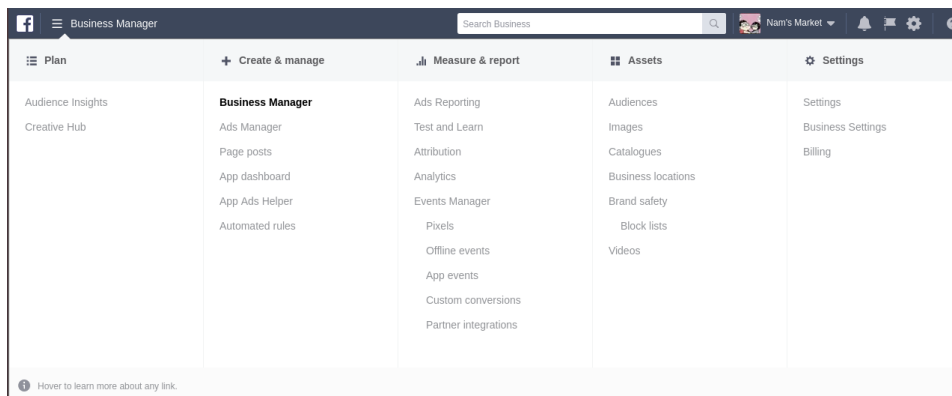 f
Business Manager
Search Business
Nam's Market
Plan
Audience Insights
Creative Hub
Create & manage
Business Manager
Ads Manager
Page posts
App dashboard
App Ads Helper
Automated rules
Measure & report
Ads Reporting
Test and Learn
Attribution
Analytics
Events Manager
Pixels
Offline events
App events
Custom conversions
Partner integrations
Assets
Audiences
Images
Catalogues
Business locations
Brand safety
Block lists
Videos
Settings
Settings
Business Settings
Billing
Hover to learn more about any link.